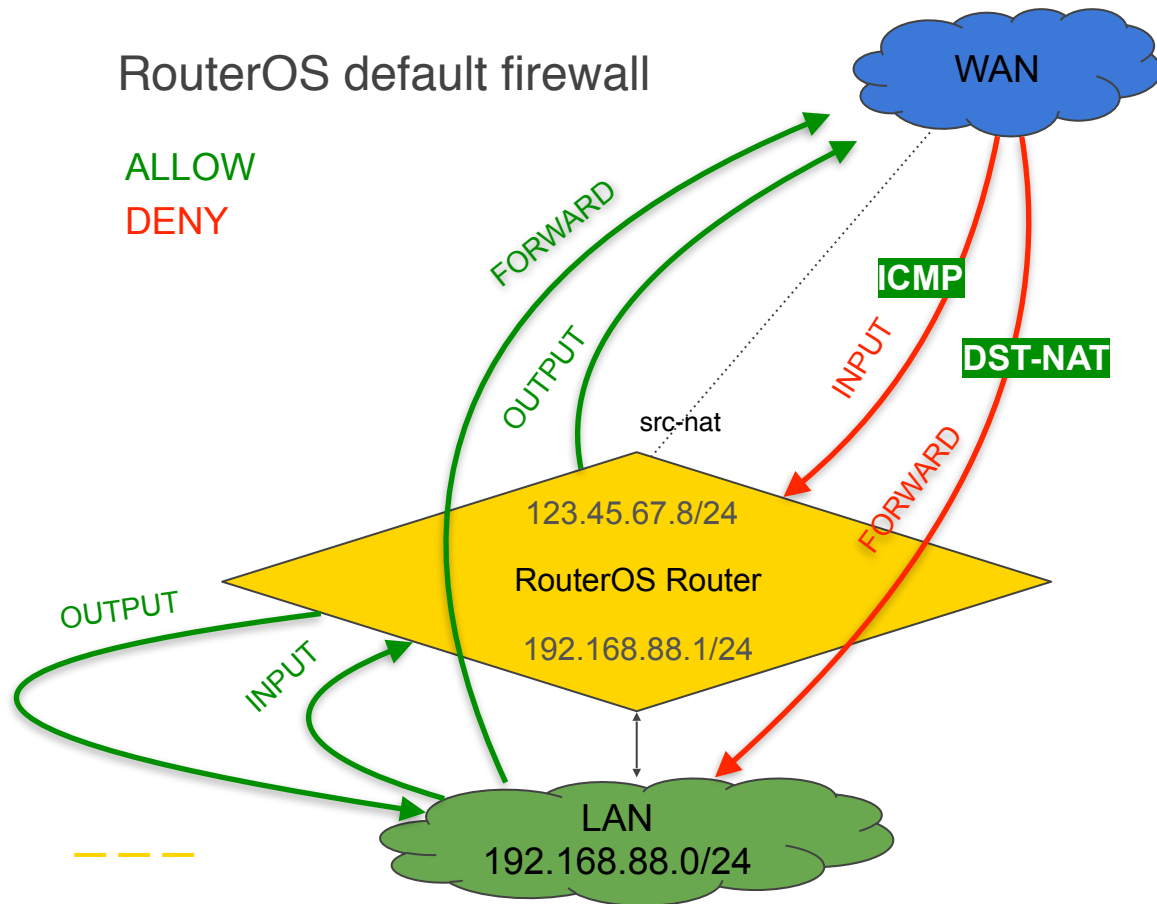 RouterOS default firewall
WAN
ALLOW
DENY
FORWARD
ICMP
OUTPUT
INPUT
DST-NAT
src-nat
FORWARD
123.45.67.8/24
RouterOS Router
OUTPUT
192.168.88.1/24
INPUT
LAN
192.168.88.0/24